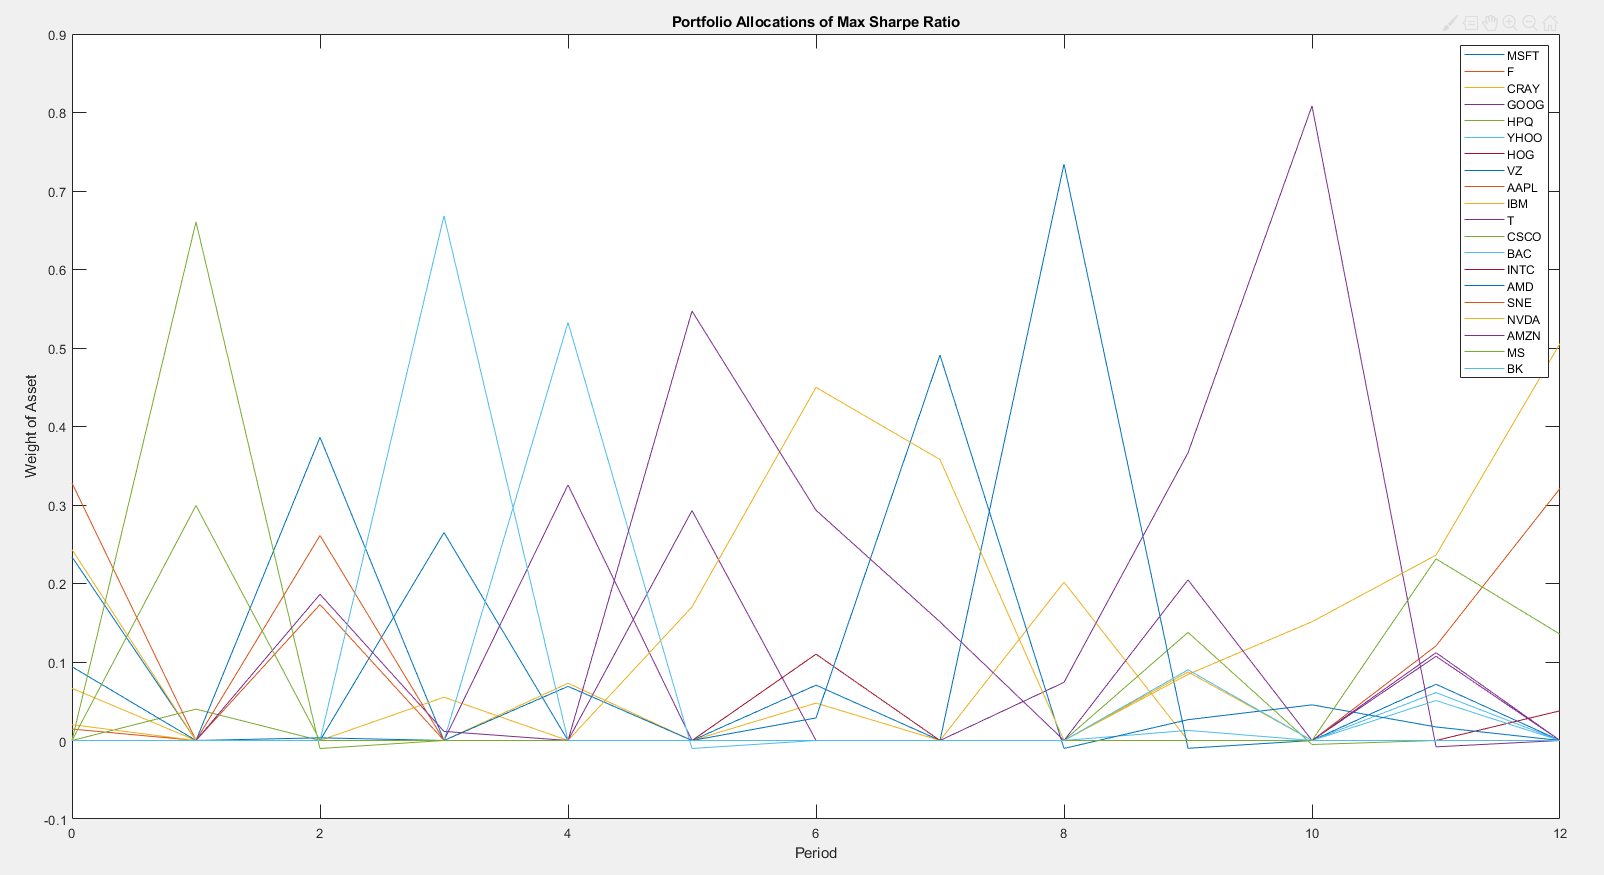 Portfolio Allocations of Max Sharpe Ratio
0.9
0.8
0.7
0.6
0.5
0.4
0.3
0.2
0.1
0
-0.1
Weight of Asset
MSFT
F
CRAY
GOOG
HPQ
YHOO
HOG
VZ
AAPL
IBM
T
CSCO
BAC
INTC
AMD
SNE
NVDA
AMZN
MS
BK
0 2 4 6 8 10 12
Period